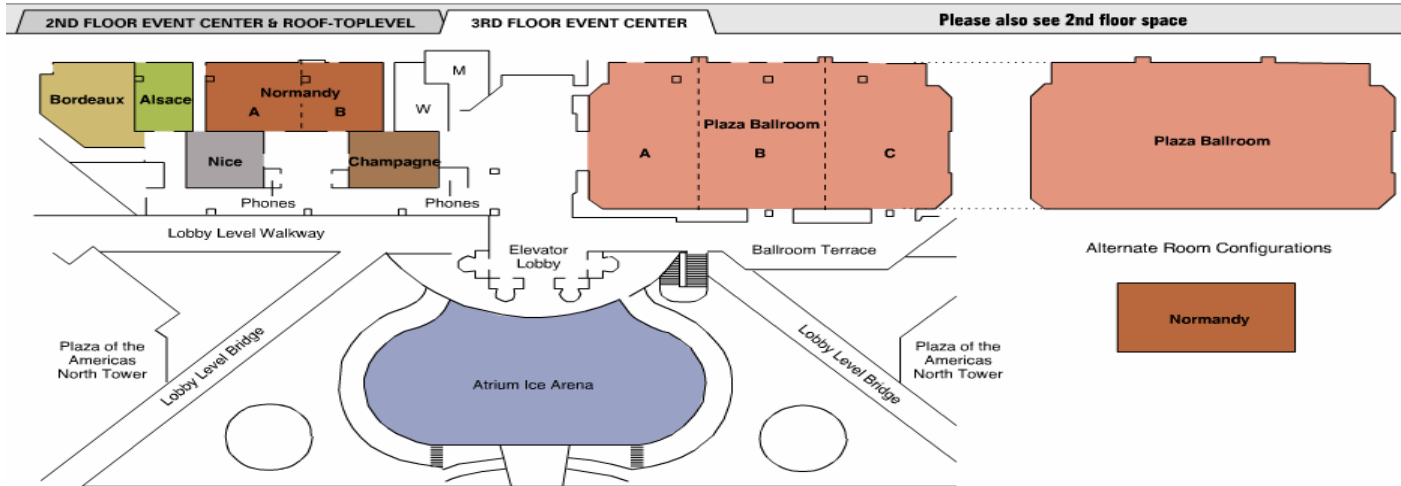 2ND FLOOR EVENT CENTER & ROOF-TOPLEVEL
3RD FLOOR EVENT CENTER
Please also see 2nd floor space
Bordeaux
Alsace
Normandy
A
B
M
W
Nice
Champagne
Phones
Phones
Plaza Ballroom
A
B
C
Plaza Ballroom
Lobby Level Walkway
Elevator
Lobby
Ballroom Terrace
Alternate Room Configurations
Normandy
Plaza of the
Americas
North Tower
Lobby Level Bridge
Atrium Ice Arena
Lobby Level Bridge
Plaza of the
Americas
North Tower